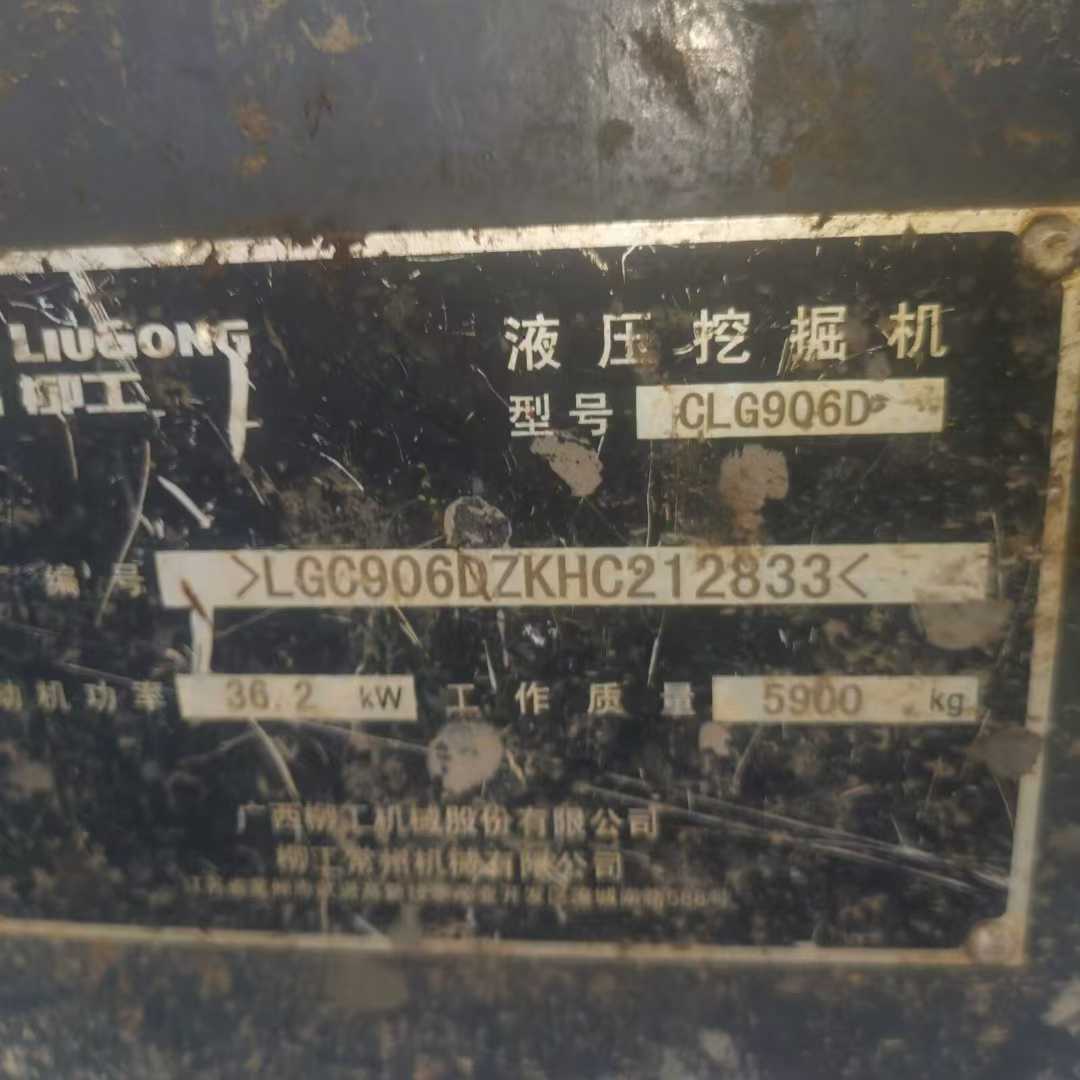 LIUGONG
柳工
液压挖掘机
型号 CLG906D
编号 >LGC906DZKHC212833<
动机功率 36.2 kW 工作质量 5900 kg
广西柳工机械股份有限公司
柳工常州机械有限公司